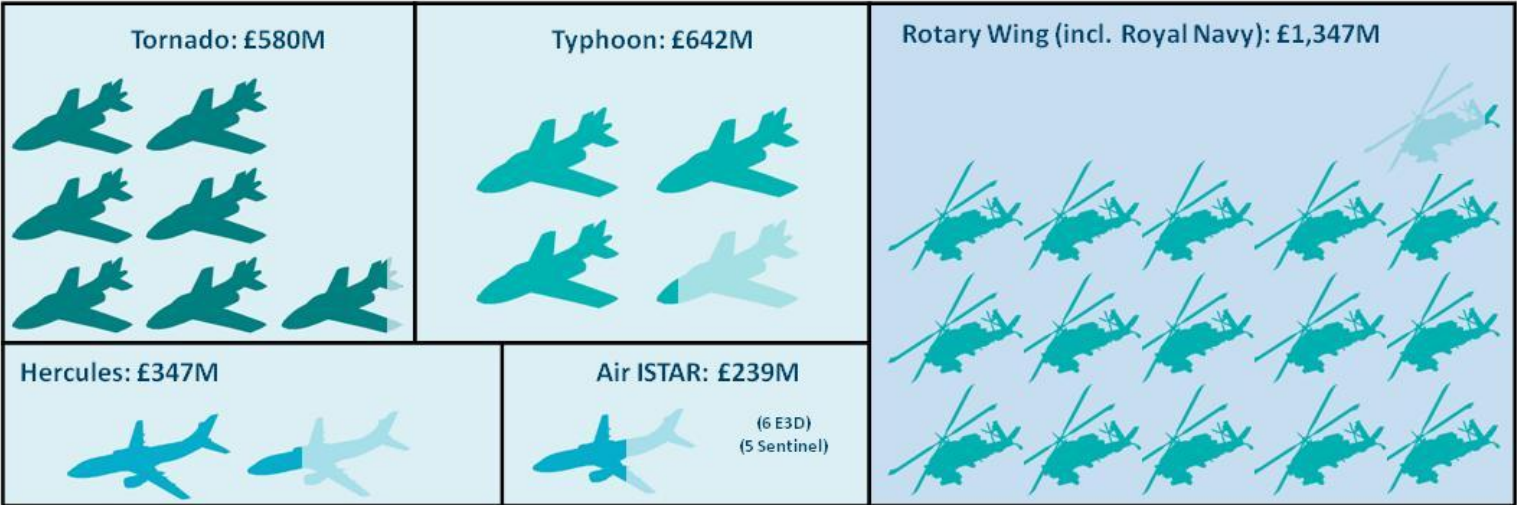 Tornado: £580M
Typhoon: £642M
Rotary Wing (incl. Royal Navy): £1,347M
Hercules: £347M
Air ISTAR: £239M
(6 E3D)
(5 Sentinel)